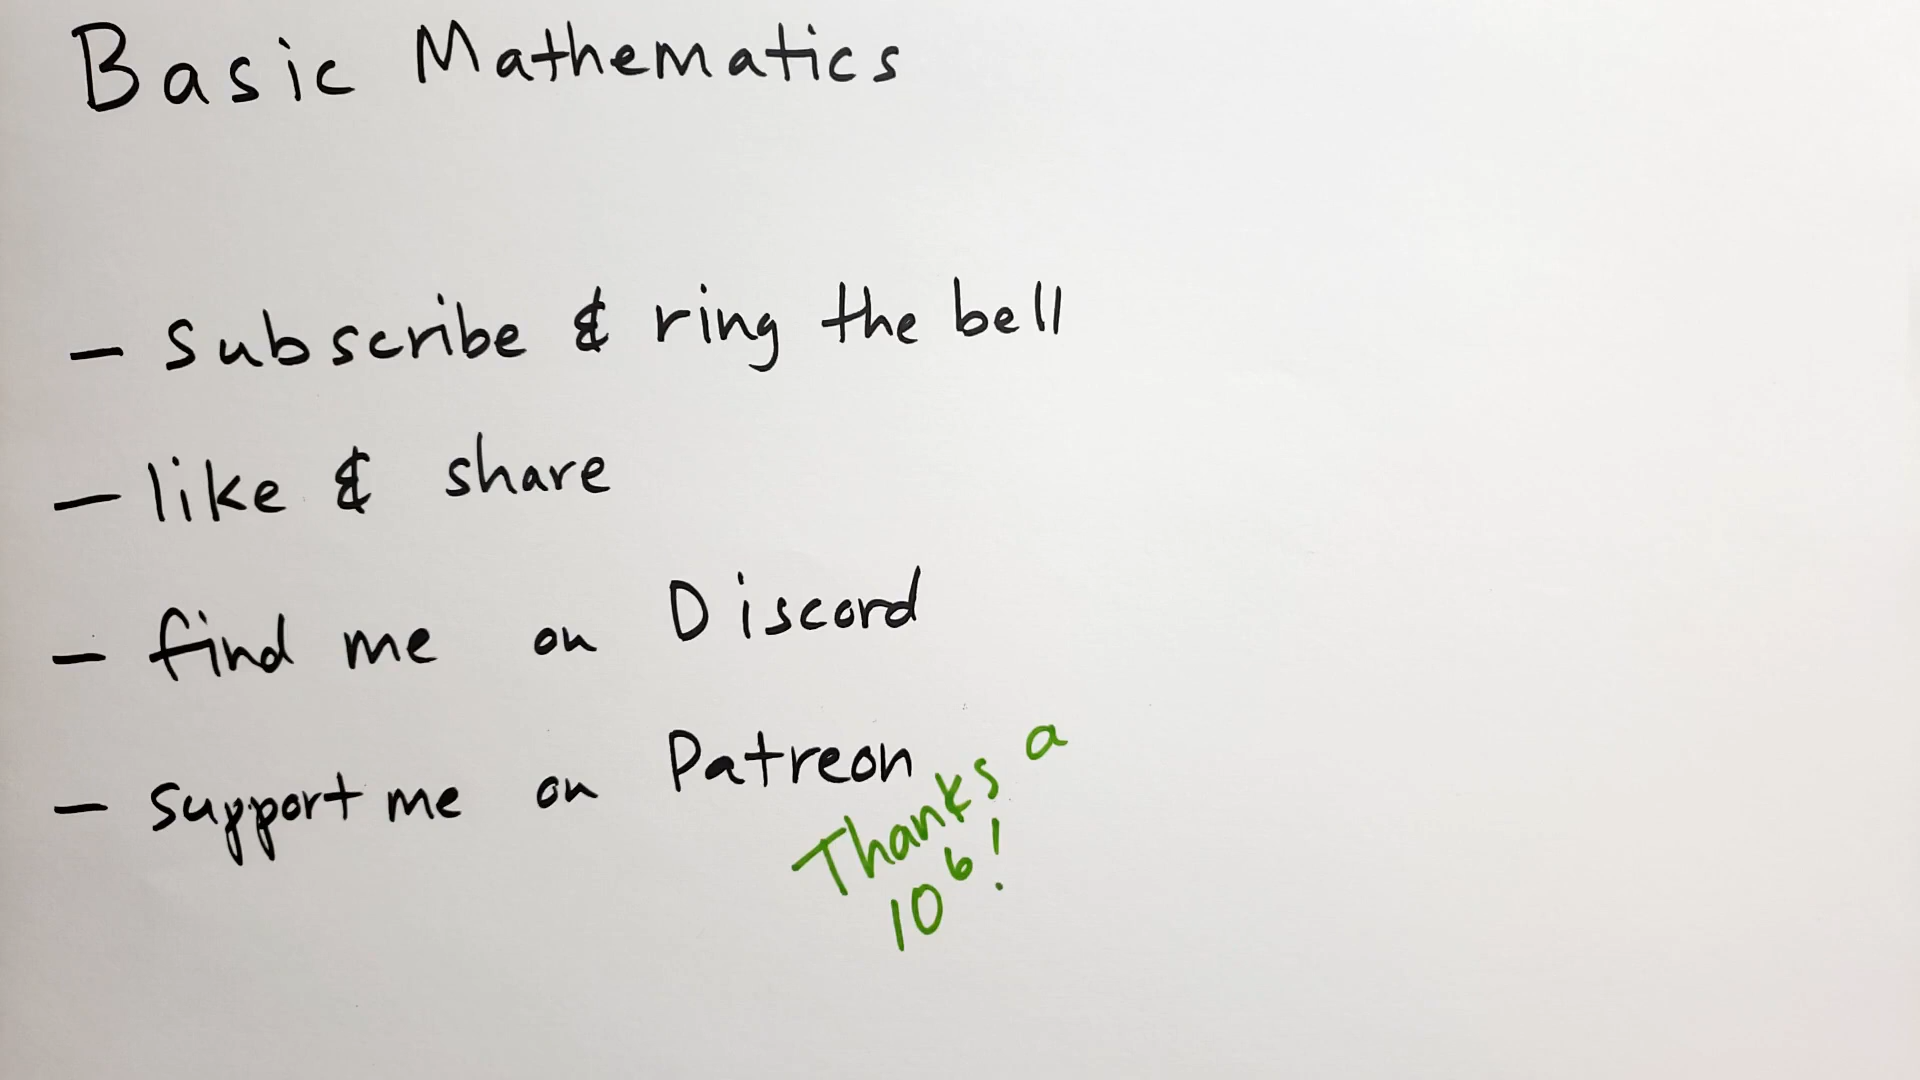 Basic Mathematics
- subscribe & ring the bell
- like & share
- find me on Discord
- support me on Patreon
Thanks a
10⁶!